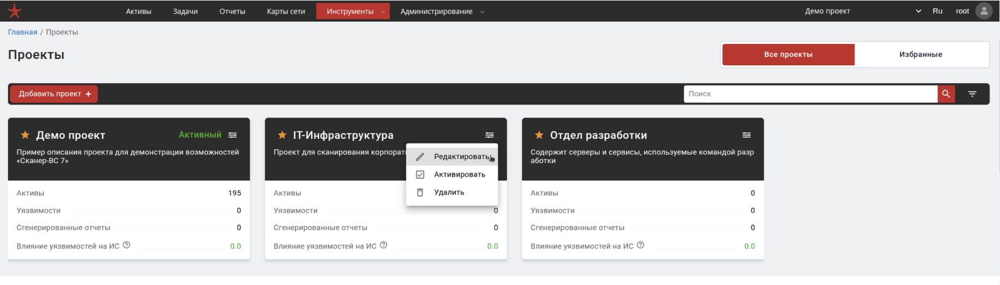 Активы Задачи Отчеты Карты сети Инструменты Администрирование Демо проект Ru root
Главная / Проекты
Проекты
Все проекты Избранные
Добавить проект +
Поиск
Демо проект Активный
Пример описания проекта для демонстрации возможностей
«Сканер-ВС 7»
Активы 195
Уязвимости 0
Сгенерированные отчеты 0
Влияние уязвимостей на ИС ? 0.0
IT-Инфраструктура
Проект для сканирования
Редактировать
Активировать
Удалить
Активы
Уязвимости 0
Сгенерированные отчеты 0
Влияние уязвимостей на ИС ? 0.0
Отдел разработки
Содержит серверы и сервисы, используемые командой разр
аботки
Активы 0
Уязвимости 0
Сгенерированные отчеты 0
Влияние уязвимостей на ИС ? 0.0